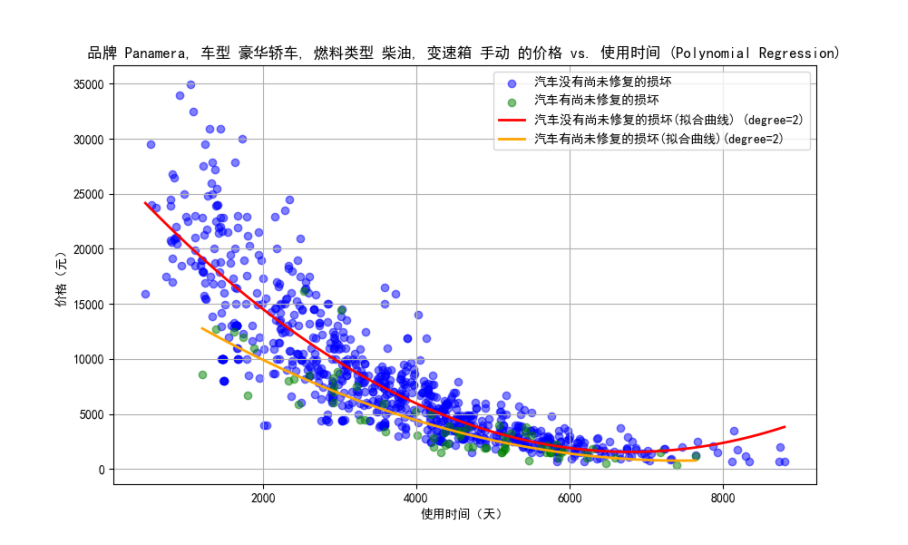 品牌 Panamera, 车型 豪华轿车, 燃料类型 柴油, 变速箱 手动 的价格 vs. 使用时间 (Polynomial Regression)
汽车没有尚未修复的损坏
汽车有尚未修复的损坏
汽车没有尚未修复的损坏(拟合曲线) (degree=2)
汽车有尚未修复的损坏(拟合曲线)(degree=2)
价格（元）
35000
30000
25000
20000
15000
10000
5000
0
2000
4000
6000
8000
使用时间（天）